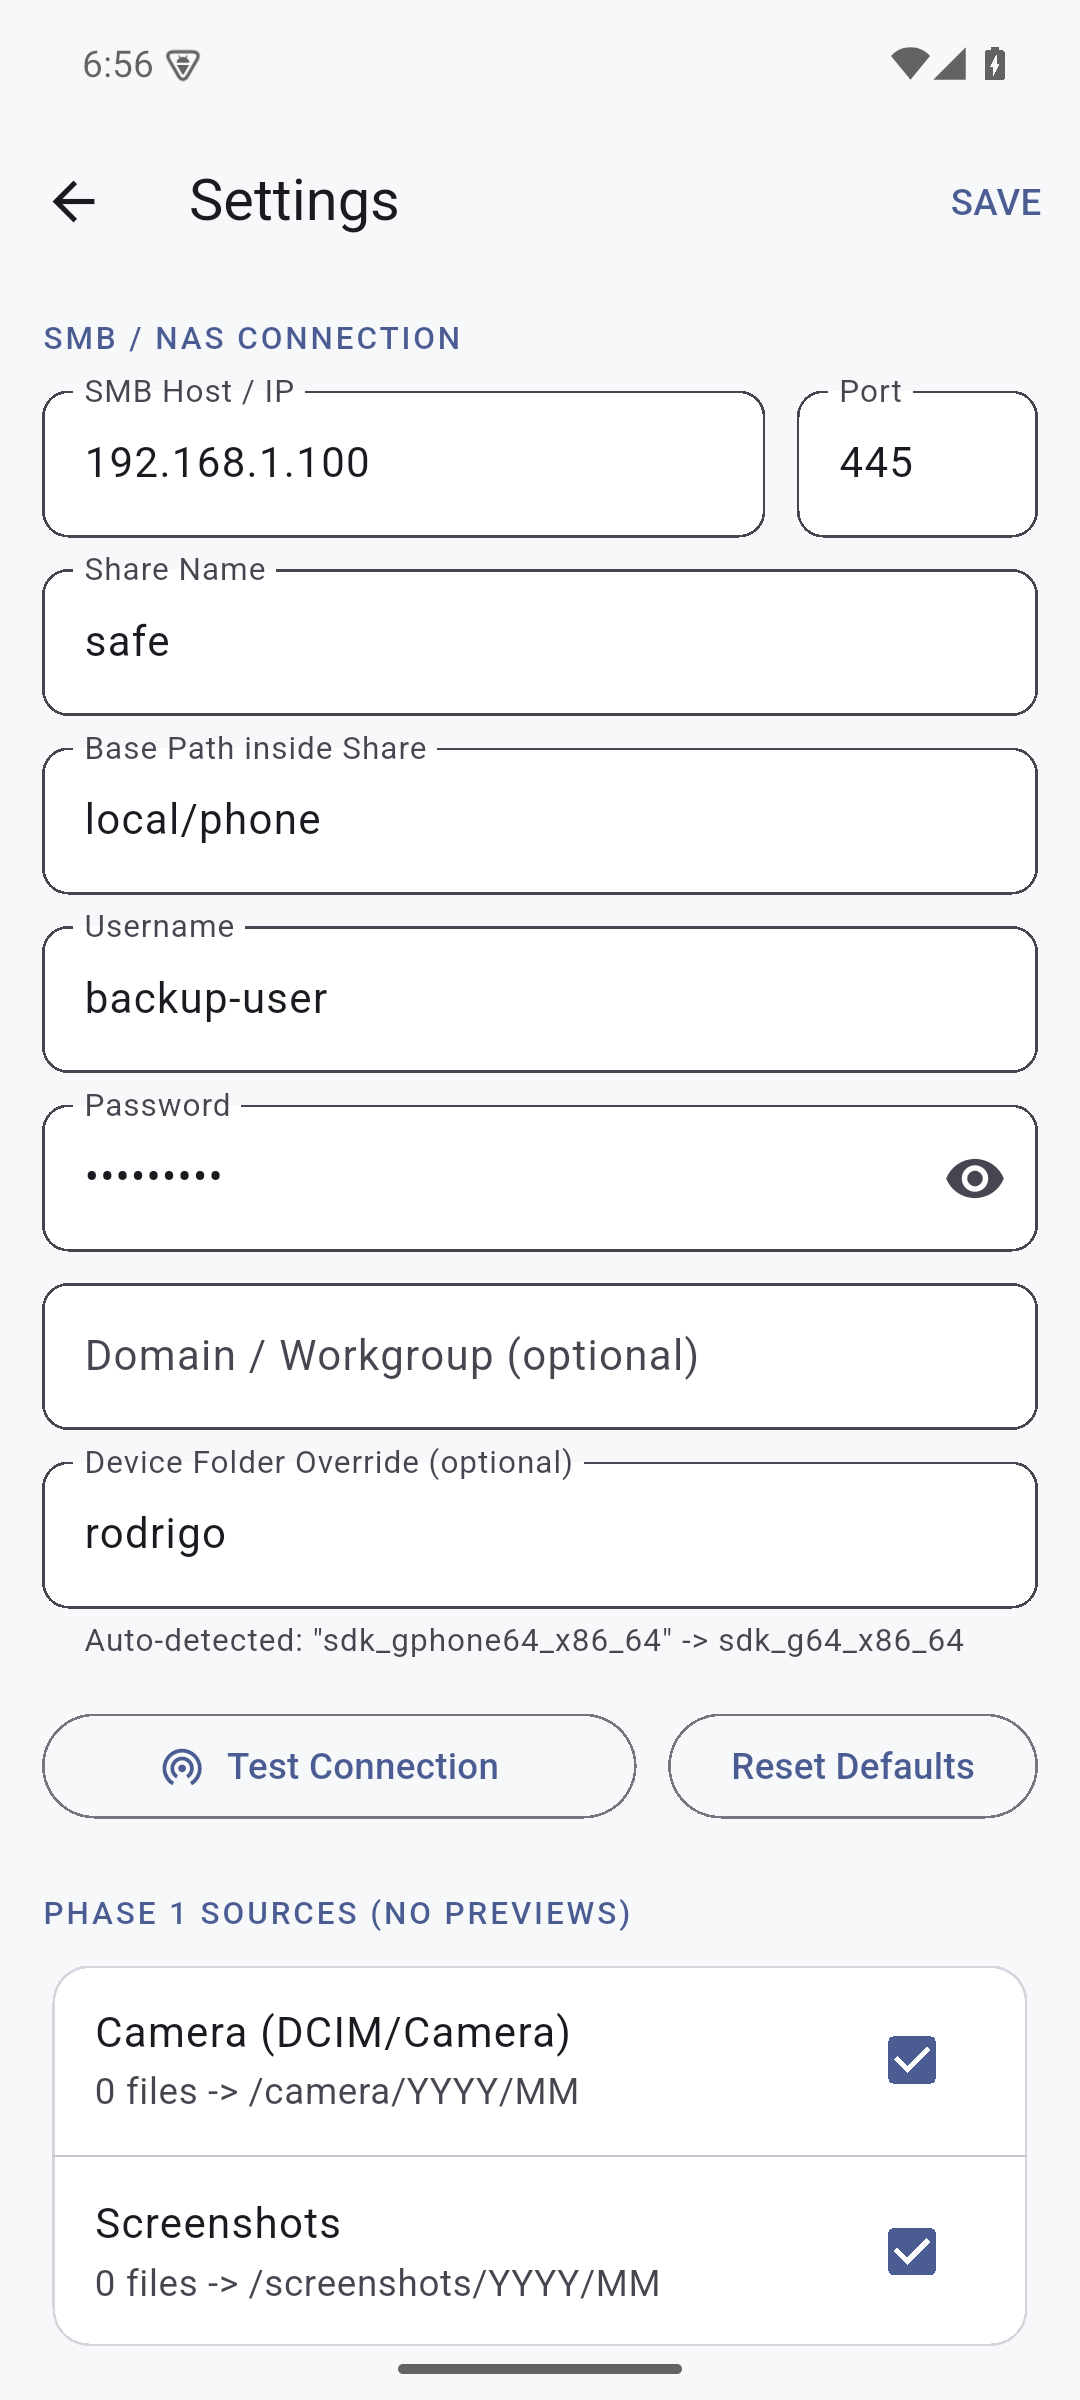 6:56
Settings
SAVE
SMB / NAS CONNECTION
SMB Host / IP
192.168.1.100
Port
445
Share Name
safe
Base Path inside Share
local/phone
Username
backup-user
Password
•••••••••
Domain / Workgroup (optional)
Device Folder Override (optional)
rodrigo
Auto-detected: "sdk_gphone64_x86_64" -> sdk_g64_x86_64
Test Connection
Reset Defaults
PHASE 1 SOURCES (NO PREVIEWS)
Camera (DCIM/Camera)
0 files -> /camera/YYYY/MM
Screenshots
0 files -> /screenshots/YYYY/MM